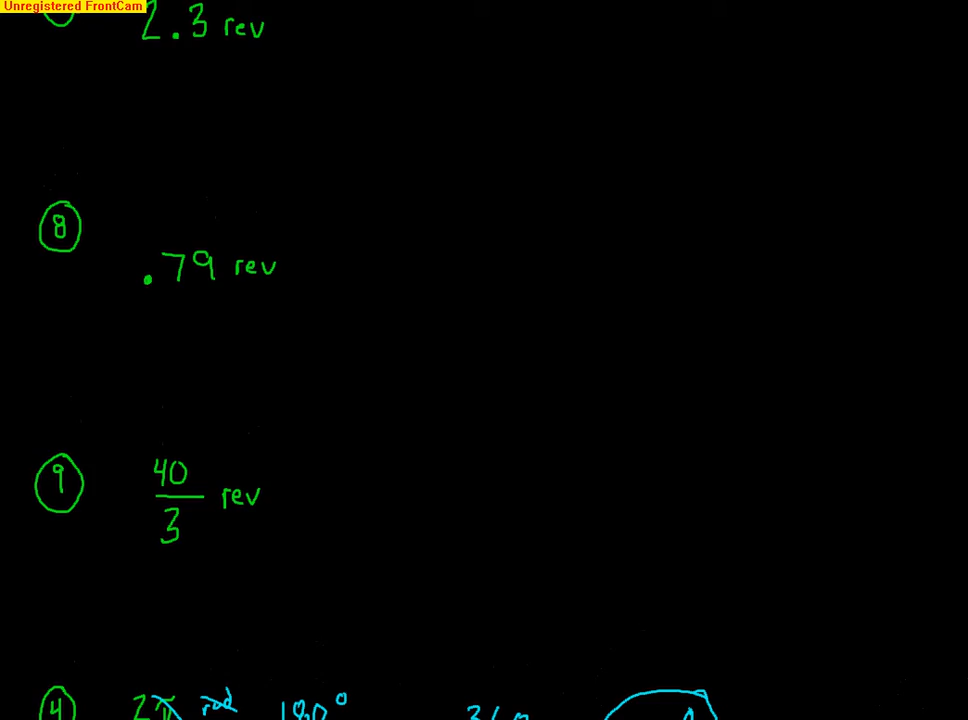 Unregistered FrontCam
2.3 rev
8
.79 rev
9
40
3 rev
4 2π rad 180°